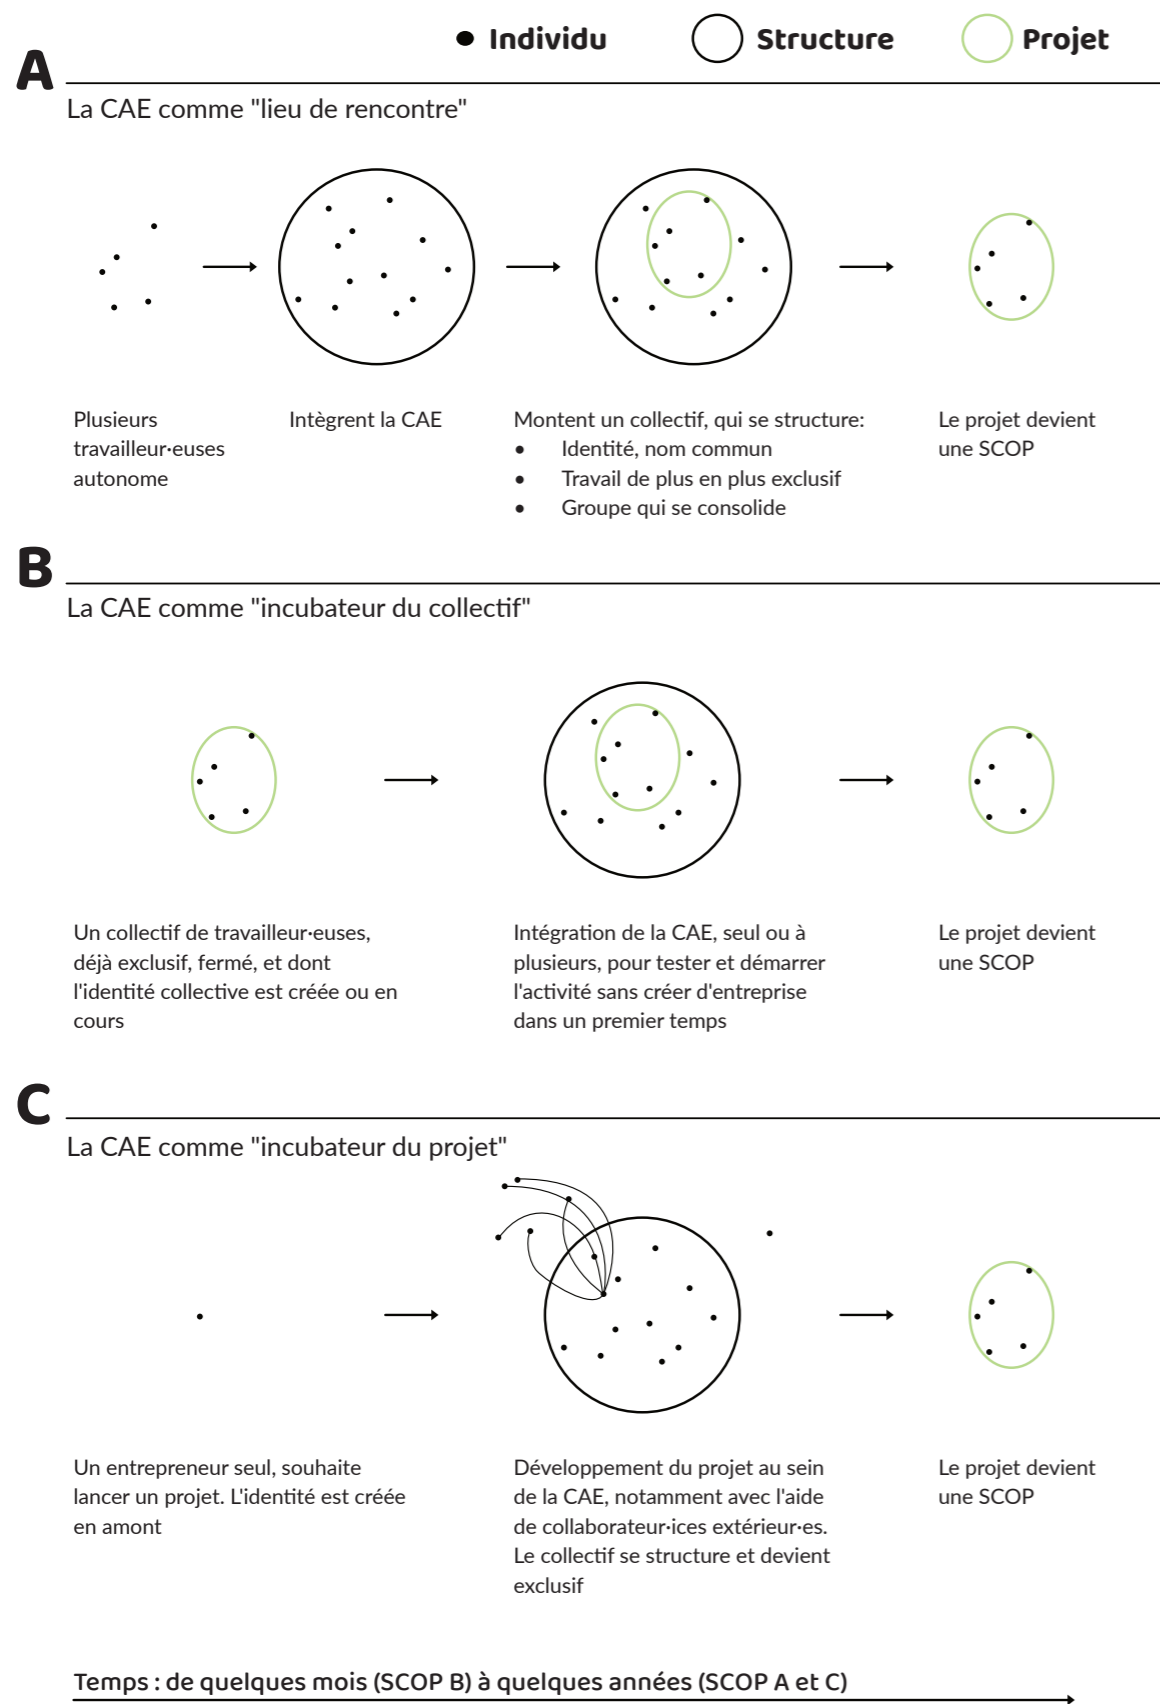 Individu
Structure
Projet
A
La CAE comme "lieu de rencontre"
Plusieurs
travailleur·euses
autonome
Intègrent la CAE
Montent un collectif, qui se structure:
• Identité, nom commun
• Travail de plus en plus exclusif
• Groupe qui se consolide
Le projet devient
une SCOP
B
La CAE comme "incubateur du collectif"
Un collectif de travailleur·euses,
déjà exclusif, fermé, et dont
l'identité collective est créée ou en
cours
Intégration de la CAE, seul ou à
plusieurs, pour tester et démarrer
l'activité sans créer d'entreprise
dans un premier temps
Le projet devient
une SCOP
C
La CAE comme "incubateur du projet"
Un entrepreneur seul, souhaite
lancer un projet. L'identité est créée
en amont
Développement du projet au sein
de la CAE, notamment avec l'aide
de collaborateur·ices extérieur·es.
Le collectif se structure et devient
exclusif
Le projet devient
une SCOP
Temps : de quelques mois (SCOP B) à quelques années (SCOP A et C)